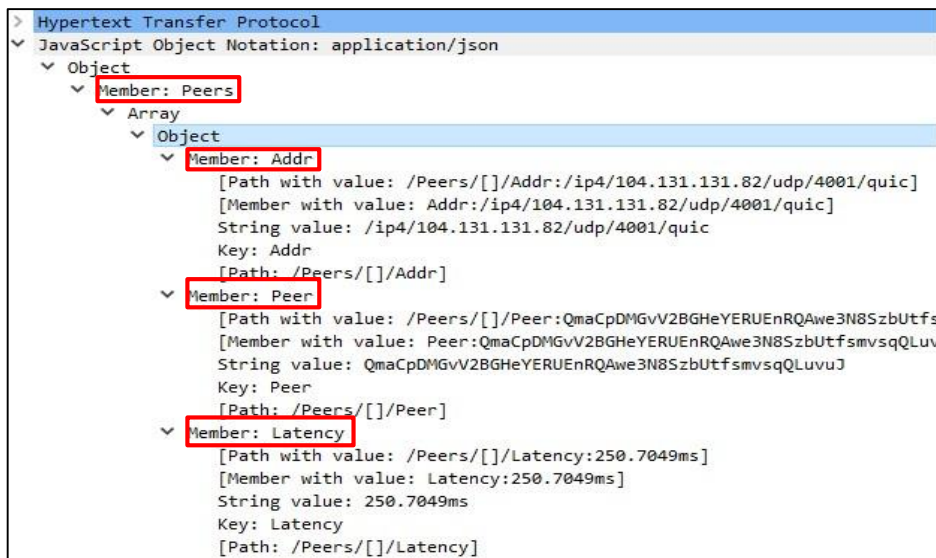 Hypertext Transfer Protocol
JavaScript Object Notation: application/json
Object
Member: Peers
Array
Object
Member: Addr
[Path with value: /Peers/[]/Addr:/ip4/104.131.131.82/udp/4001/quic]
[Member with value: Addr:/ip4/104.131.131.82/udp/4001/quic]
String value: /ip4/104.131.131.82/udp/4001/quic
Key: Addr
[Path: /Peers/[]/Addr]
Member: Peer
[Path with value: /Peers/[]/Peer:QmaCpDMGvV2BGHeYERUEnRQAwe3N8SzbUtfs
[Member with value: Peer:QmaCpDMGvV2BGHeYERUEnRQAwe3N8SzbUtfsmvsqQLuv
String value: QmaCpDMGvV2BGHeYERUEnRQAwe3N8SzbUtfsmvsqQLuvuJ
Key: Peer
[Path: /Peers/[]/Peer]
Member: Latency
[Path with value: /Peers/[]/Latency:250.7049ms]
[Member with value: Latency:250.7049ms]
String value: 250.7049ms
Key: Latency
[Path: /Peers/[]/Latency]